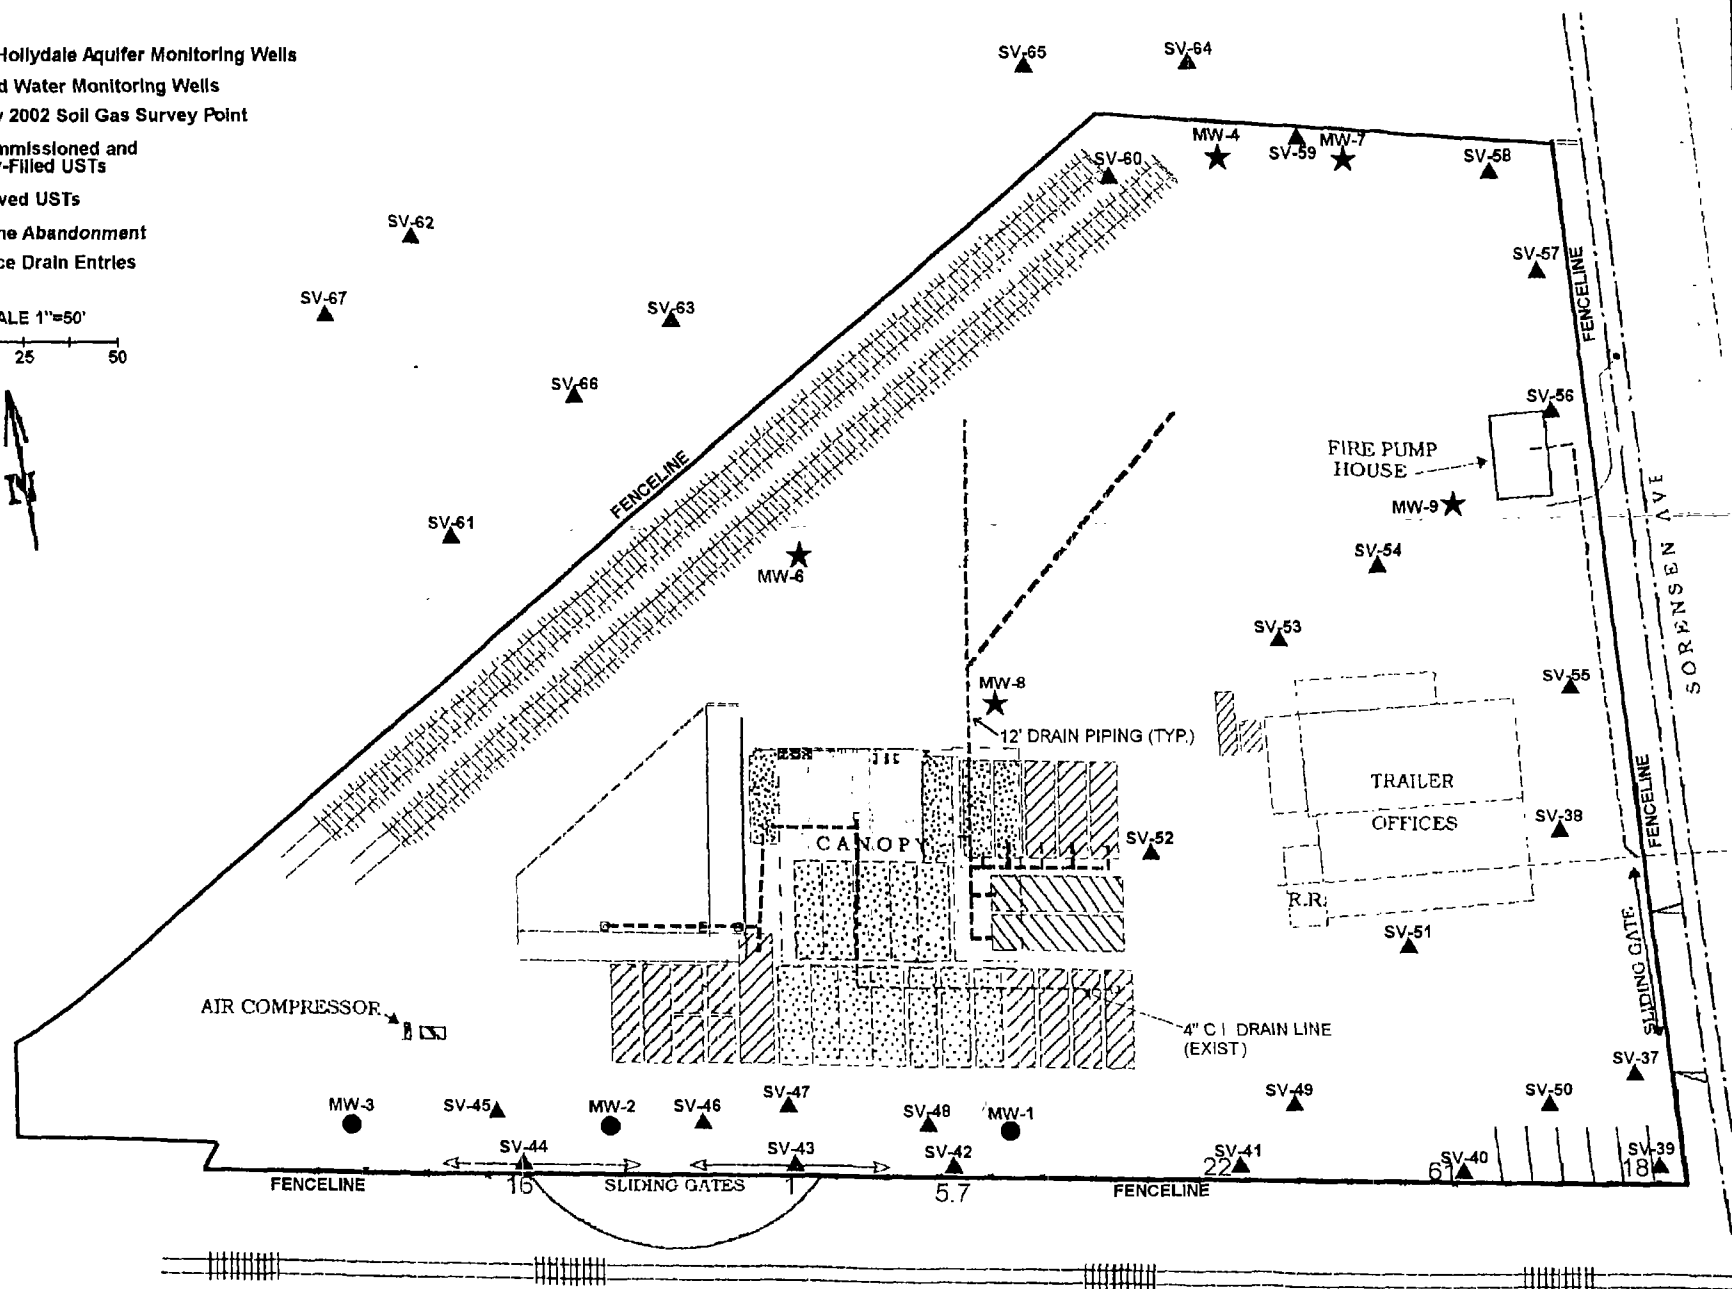 Hollydale Aquifer Monitoring Wells
d Water Monitoring Wells
y 2002 Soil Gas Survey Point
mmissioned and
y-Filled USTs
ved USTs
ne Abandonment
ce Drain Entries
ALE 1"=50'
25 50
N
SV-65
SV-64
MW-4
SV-59
MW-7
SV-60
SV-58
SV-62
SV-57
SV-67
SV-63
FENCELINE
SV-66
SV-56
FIRE PUMP
HOUSE
FENCELINE
MW-9
SORENSEN AVE
SV-61
SV-54
MW-6
SV-53
SV-55
MW-8
12' DRAIN PIPING (TYP.)
FENCELINE
TRAILER
OFFICES
SV-38
CANOPY
SV-52
R.R.
SV-51
SLIDING GATE
AIR COMPRESSOR
4" C I DRAIN LINE
(EXIST)
SV-37
MW-3
SV-45
MW-2
SV-46
SV-47
SV-48
MW-1
SV-49
SV-50
SV-44
SV-43
SV-42
22
SV-41
61
SV-40
18
SV-39
FENCELINE
16
SLIDING GATES
1
5.7
FENCELINE